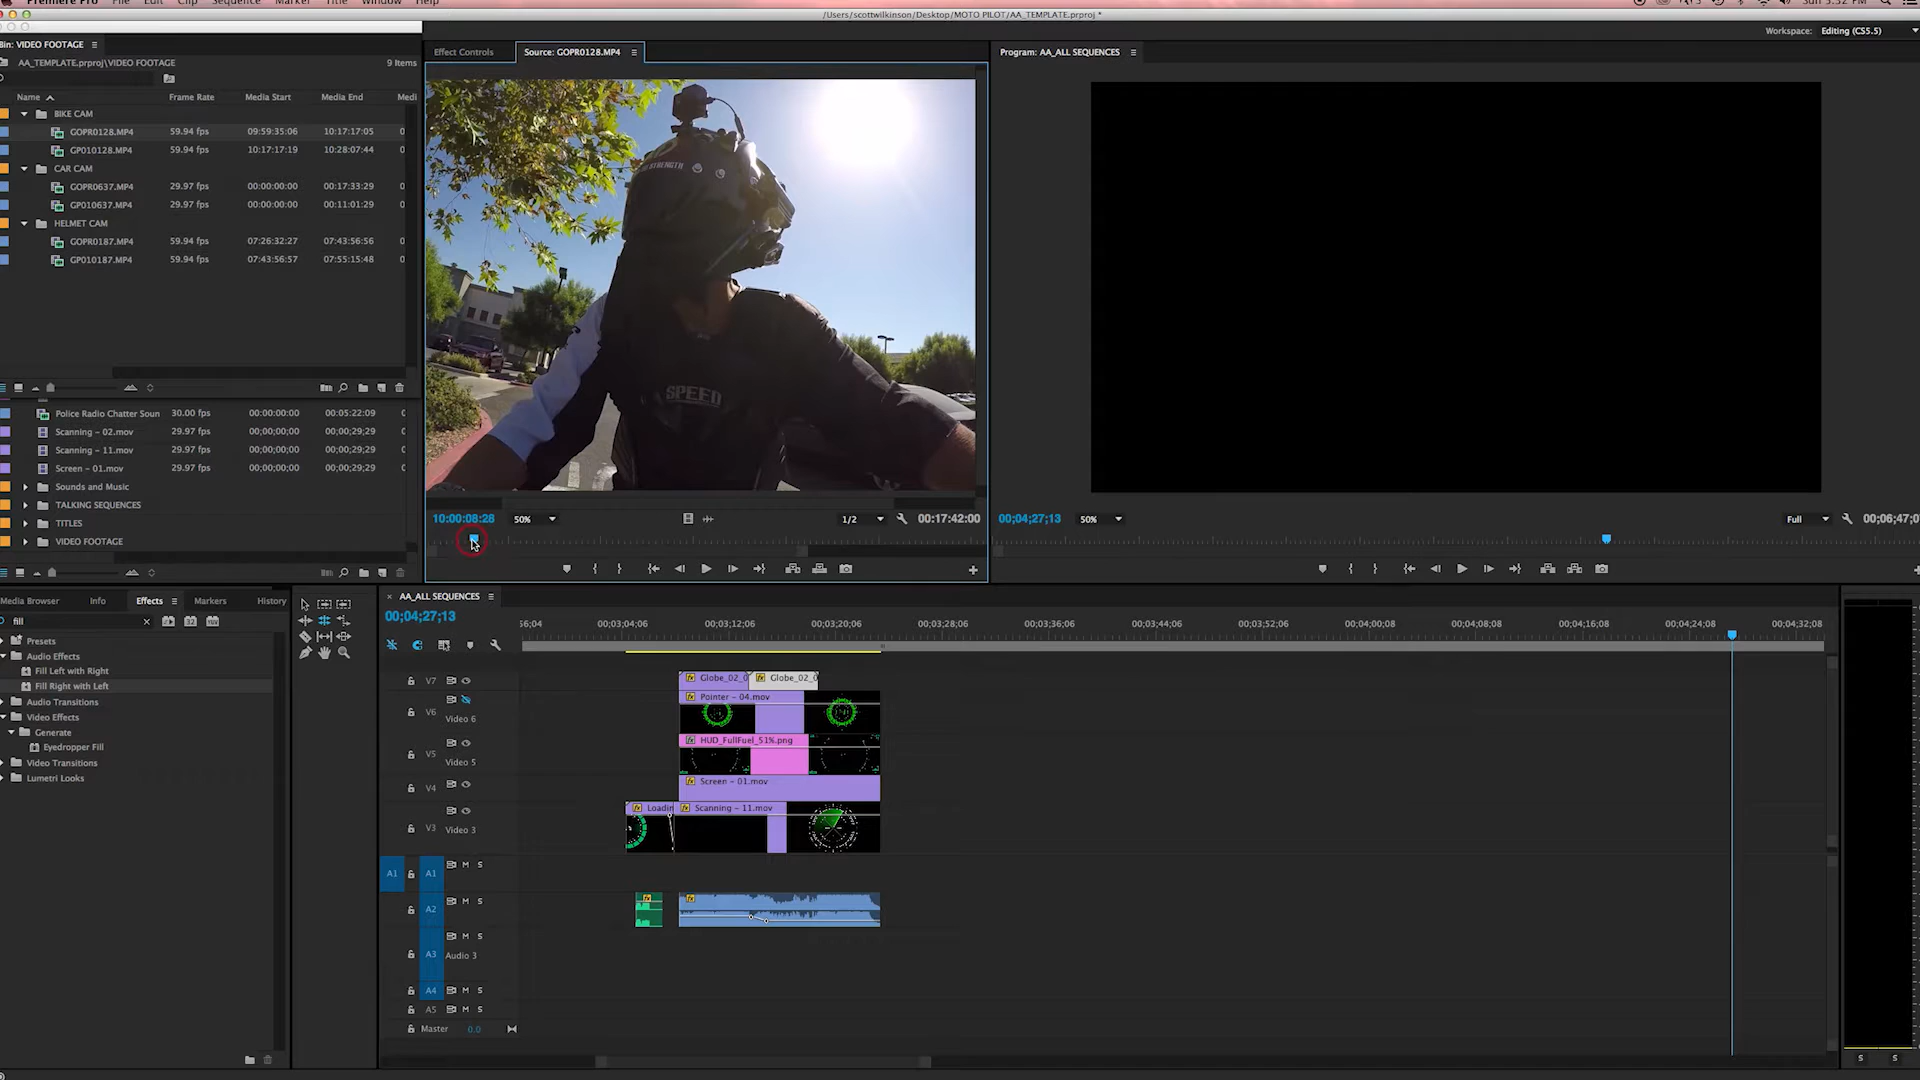 Premiere Pro File Edit Clip Sequence Marker Title Window Help
Sun 5:32 PM
/Users/scottwilkinson/Desktop/MOTO PILOT/AA_TEMPLATE.prproj *
Workspace: Editing (CS5.5)
Bin: VIDEO FOOTAGE
AA_TEMPLATE.prproj\VIDEO FOOTAGE 9 Items
Name Frame Rate Media Start Media End Medi
BIKE CAM
GOPR0128.MP4 59.94 fps 09:59:35:06 10:17:17:05 0
GP010128.MP4 59.94 fps 10:17:17:19 10:28:07:44 0
CAR CAM
GOPR0637.MP4 29.97 fps 00:00:00:00 00:17:33:29 0
GP010637.MP4 29.97 fps 00:00:00:00 00:11:01:29 0
HELMET CAM
GOPR0187.MP4 59.94 fps 07:26:32:27 07:43:56:56 0
GP010187.MP4 59.94 fps 07:43:56:57 07:55:15:48 0
Police Radio Chatter Soun 30.00 fps 00:00:00:00 00:05:22:09
Scanning - 02.mov 29.97 fps 00;00;00;00 00;00;29;29
Scanning - 11.mov 29.97 fps 00;00;00;00 00;00;29;29
Screen - 01.mov 29.97 fps 00;00;00;00 00;00;29;29
Sounds and Music
TALKING SEQUENCES
TITLES
VIDEO FOOTAGE
Effect Controls Source: GOPR0128.MP4
STRENGTH
SPEED
10:00:08:28 50% 1/2 00:17:42:00
Program: AA_ALL SEQUENCES
00;04;27;13 50% Full 00;06;47;0
Media Browser Info Effects Markers History
fill
Presets
Audio Effects
Fill Left with Right
Fill Right with Left
Audio Transitions
Video Effects
Generate
Eyedropper Fill
Video Transitions
Lumetri Looks
× AA_ALL SEQUENCES
00;04;27;13
56;04 00;03;04;06 00;03;12;06 00;03;20;06 00;03;28;06 00;03;36;06 00;03;44;06 00;03;52;06 00;04;00;08 00;04;08;08 00;04;16;08 00;04;24;08 00;04;32;08
V7 Globe_02_0 Globe_02_0
V6 Video 6 Pointer - 04.mov
V5 Video 5 HUD_FullFuel_51%.png
V4 Screen - 01.mov
V3 Video 3 Loadin Scanning - 11.mov
A1 A1 M S
A2 M S
A3 Audio 3 M S
A4 M S
A5 M S
Master 0.0
S S